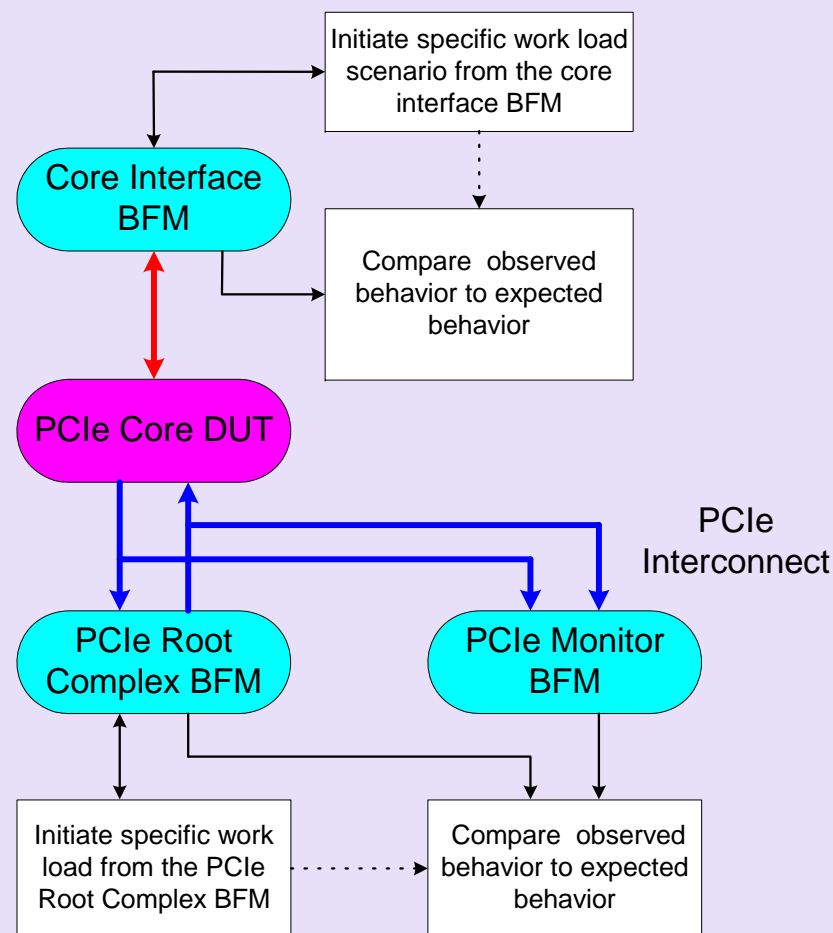 Initiate specific work load
scenario from the core
interface BFM
Core Interface
BFM
Compare  observed
behavior to expected
behavior
PCIe Core DUT
PCIe
Interconnect
PCIe Root
Complex BFM
PCIe Monitor
BFM
Initiate specific work
load from the PCIe
Root Complex BFM
Compare  observed
behavior to expected
behavior